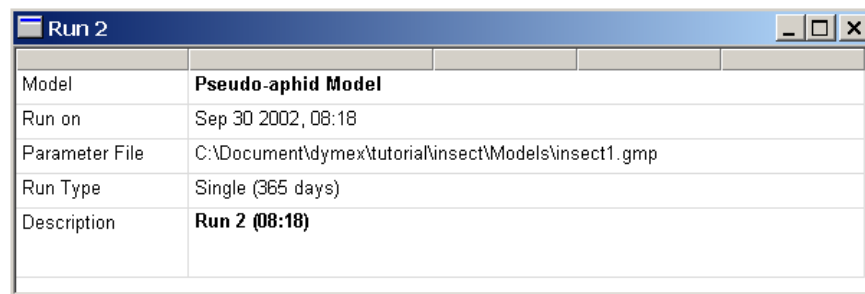 Run 2
Model Pseudo-aphid Model
Run on Sep 30 2002, 08:18
Parameter File C:\Document\dymex\tutorial\insect\Models\insect1.gmp
Run Type Single (365 days)
Description Run 2 (08:18)